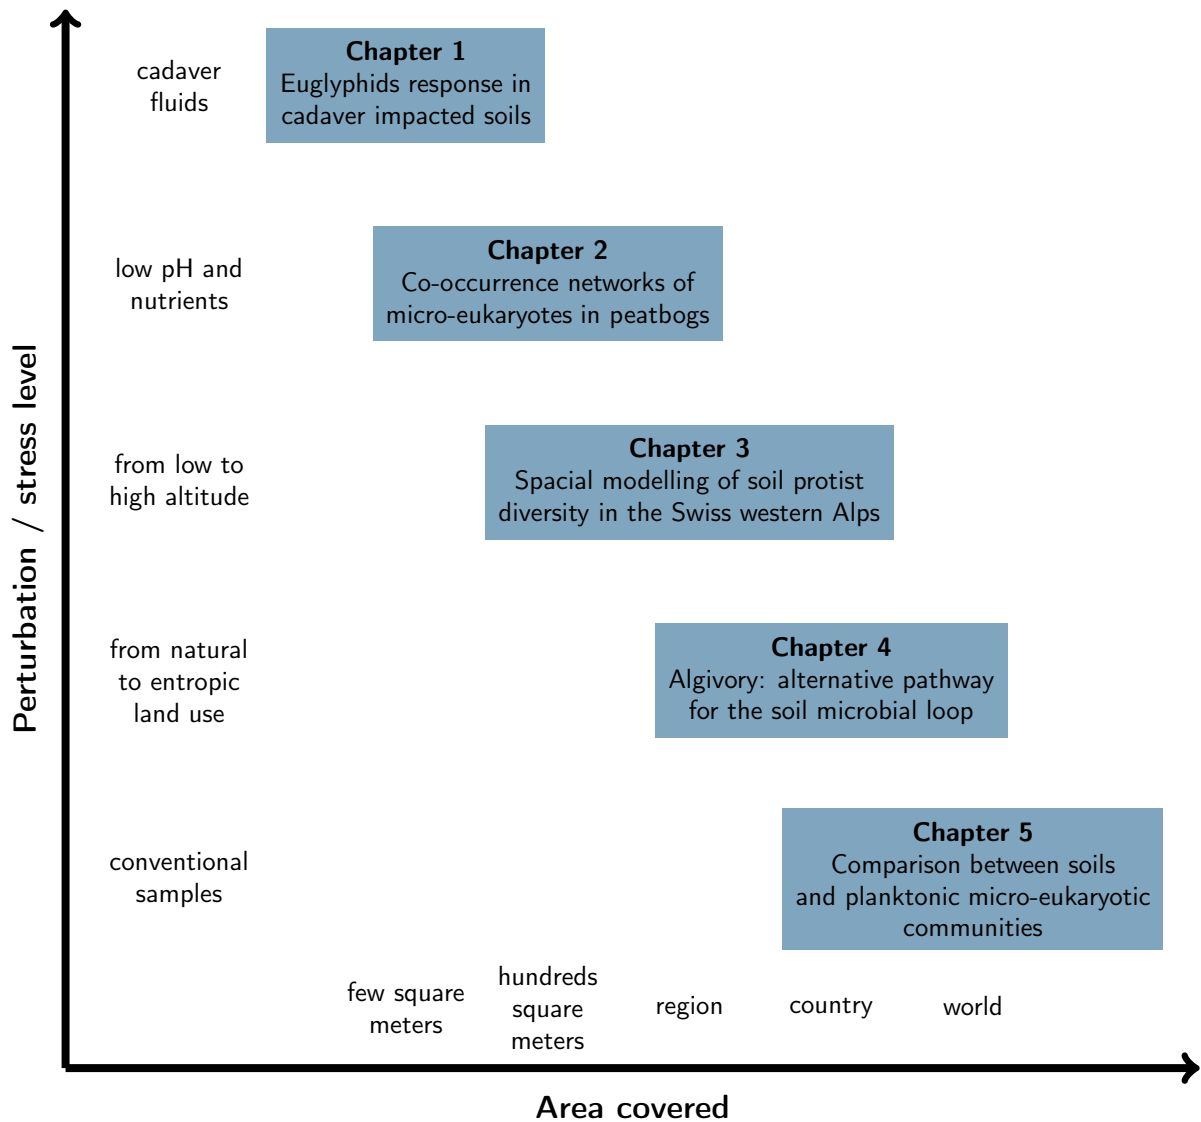 Perturbation / stress level
cadaver
fluids
Chapter 1
Euglyphids response in
cadaver impacted soils
low pH and
nutrients
Chapter 2
Co-occurrence networks of
micro-eukaryotes in peatbogs
from low to
high altitude
Chapter 3
Spacial modelling of soil protist
diversity in the Swiss western Alps
from natural
to entropic
land use
Chapter 4
Algivory: alternative pathway
for the soil microbial loop
conventional
samples
Chapter 5
Comparison between soils
and planktonic micro-eukaryotic
communities
few square
meters
hundreds
square
meters
region
country
world
Area covered